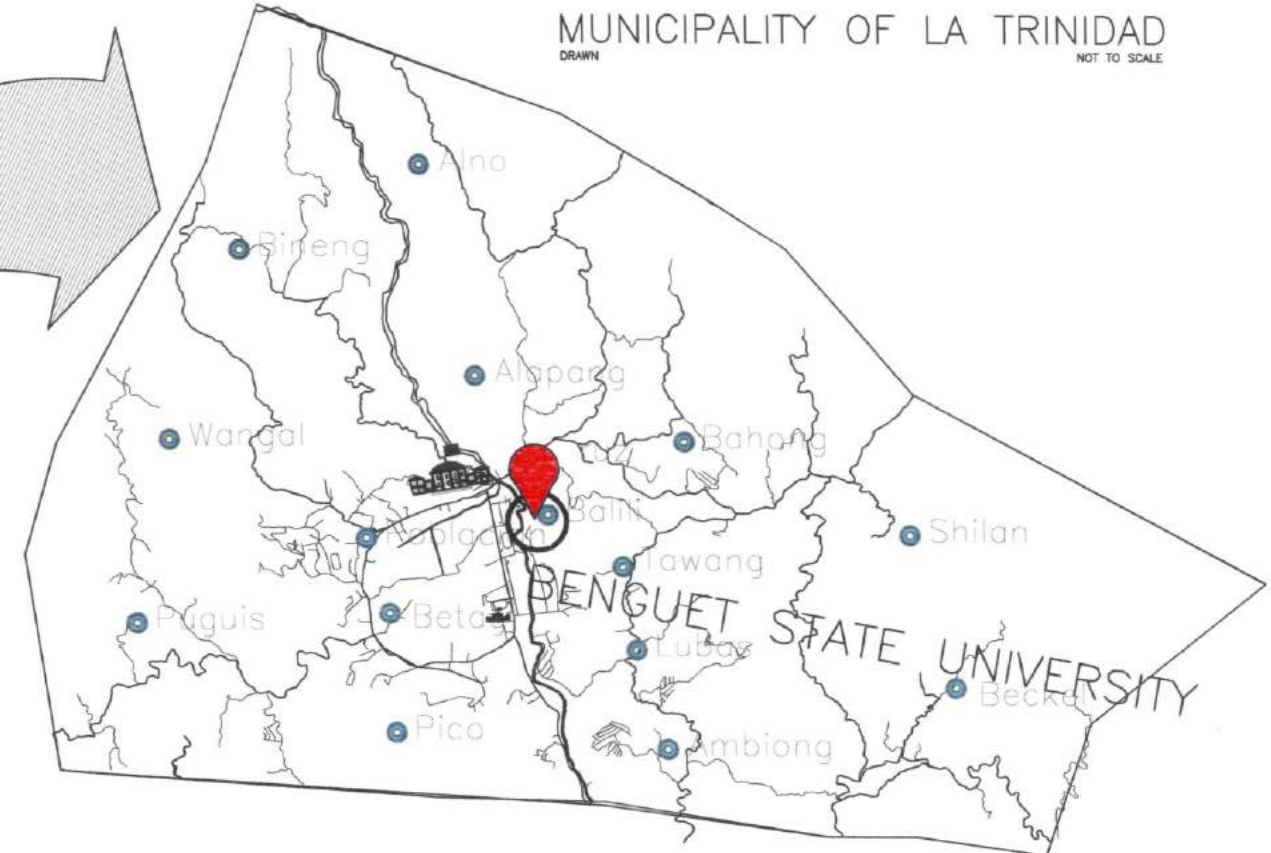 MUNICIPALITY OF LA TRINIDAD
DRAWN
NOT TO SCALE
Alno
Bineng
Alapang
Wangal
Bahong
Balili
Poblacion
Shilan
Tawang
BENGUET STATE UNIVERSITY
Puguis
Betag
Lubas
Beckel
Pico
Ambiong